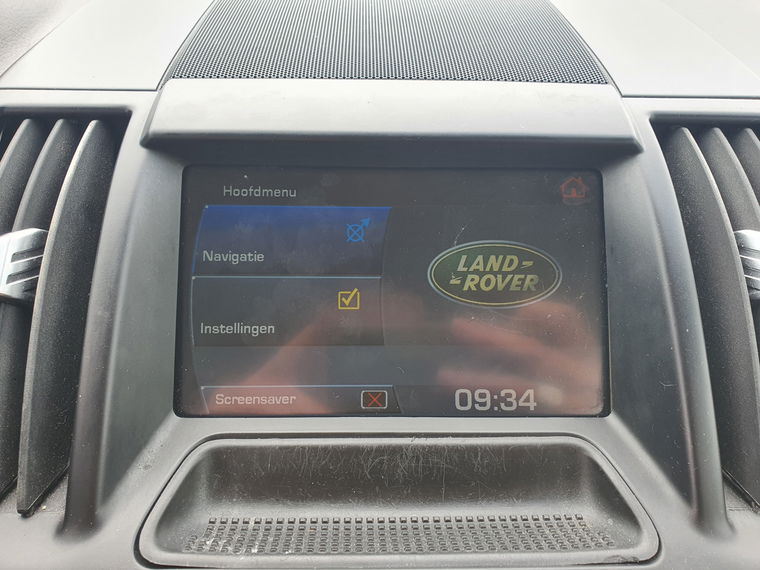 Hoofdmenu
Navigatie
LAND-
-ROVER
Instellingen
Screensaver
09:34